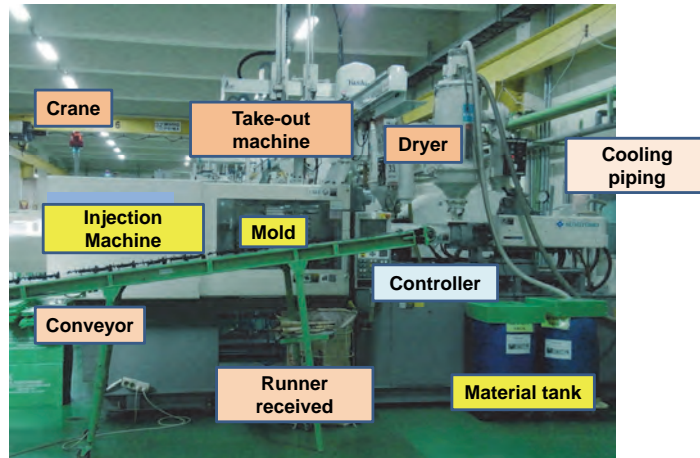 Crane
Take-out
machine
Dryer
Cooling
piping
Injection
Machine
Mold
Controller
Conveyor
Runner
received
Material tank